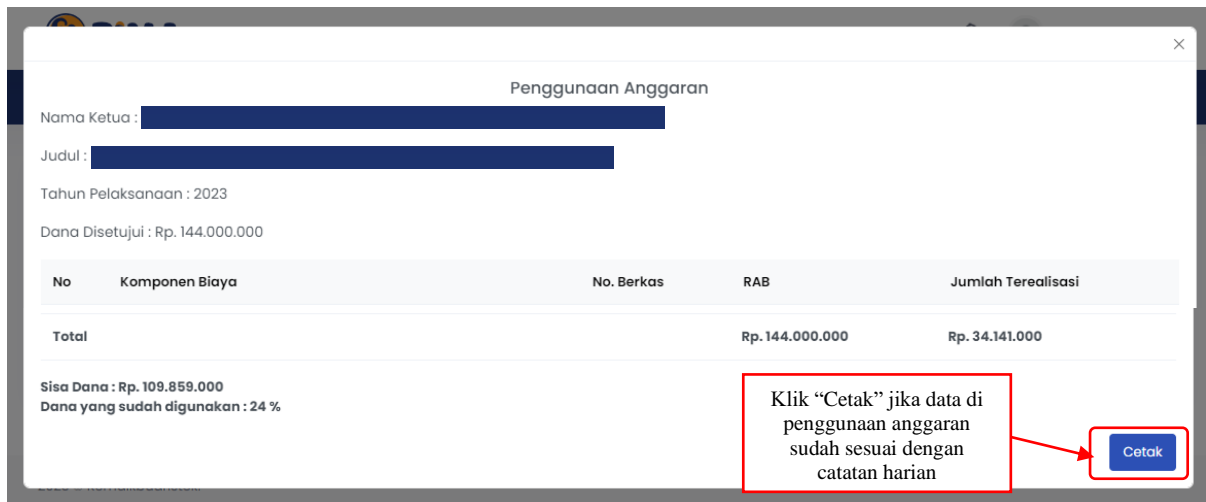 Penggunaan Anggaran
Nama Ketua :
Judul :
Tahun Pelaksanaan : 2023
Dana Disetujui : Rp. 144.000.000
No Komponen Biaya No. Berkas RAB Jumlah Terealisasi
Total Rp. 144.000.000 Rp. 34.141.000
Sisa Dana : Rp. 109.859.000
Dana yang sudah digunakan : 24 %
Klik “Cetak” jika data di
penggunaan anggaran
sudah sesuai dengan
catatan harian
Cetak